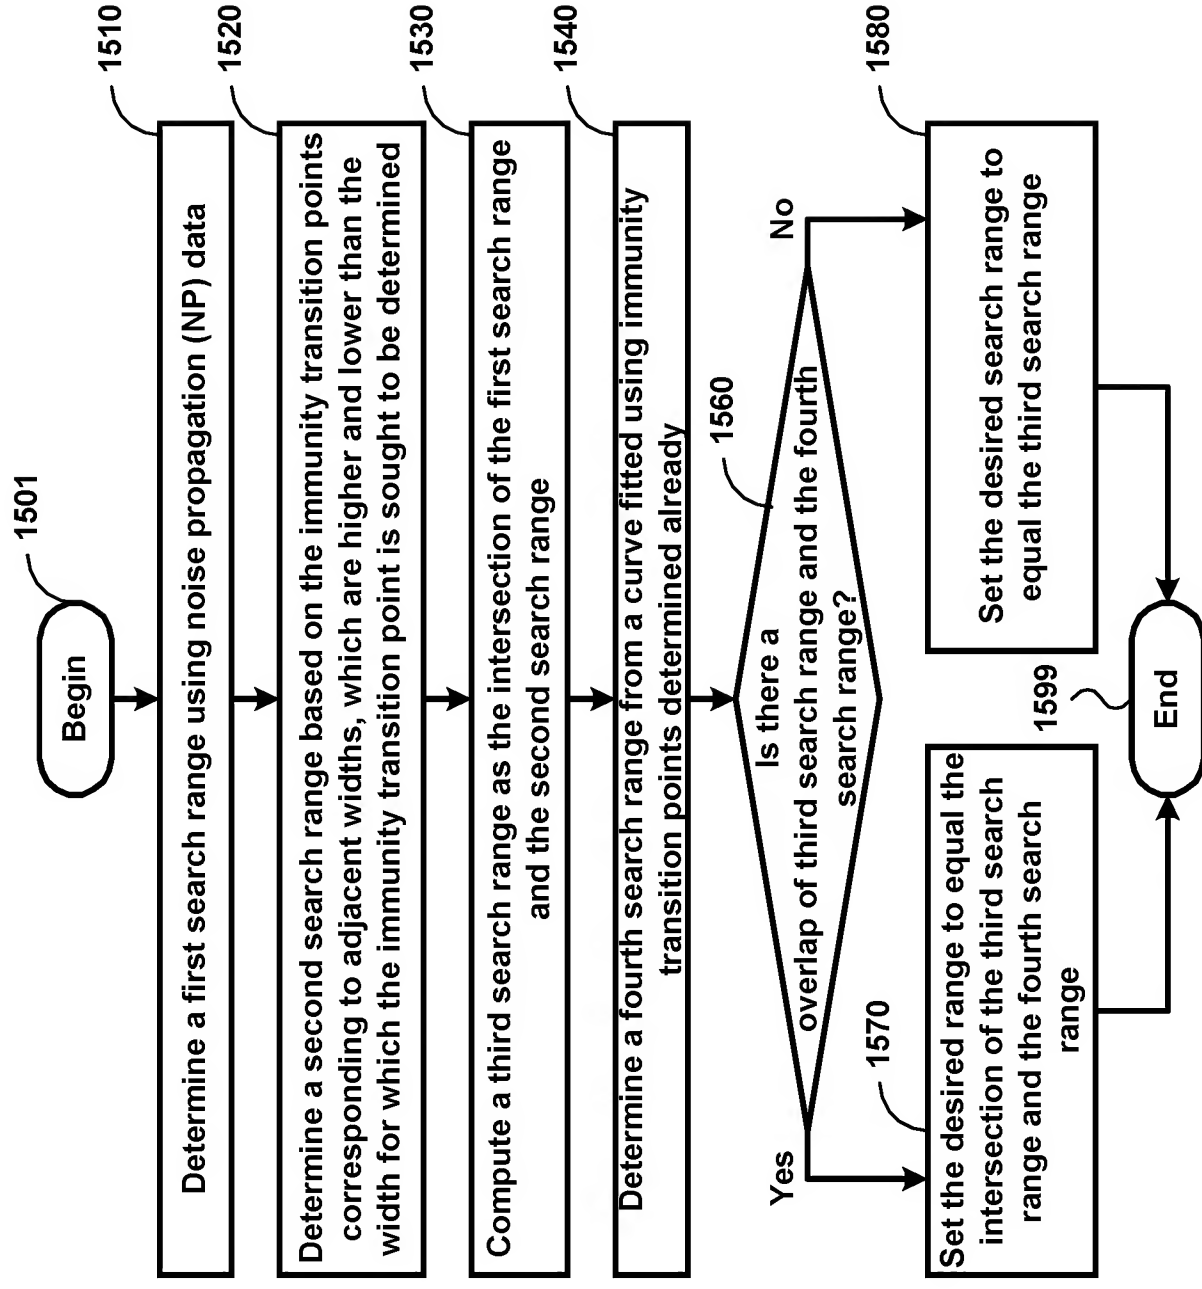 1501
Begin
1510
Determine a first search range using noise propagation (NP) data
1520
Determine a second search range based on the immunity transition points
corresponding to adjacent widths, which are higher and lower than the
width for which the immunity transition point is sought to be determined
1530
Compute a third search range as the intersection of the first search range
and the second search range
1540
Determine a fourth search range from a curve fitted using immunity
transition points determined already
1560
Is there a
overlap of third search range and the fourth
search range?
Yes
No
1570
Set the desired range to equal the
intersection of the third search
range and the fourth search
range
1580
Set the desired search range to
equal the third search range
1599
End